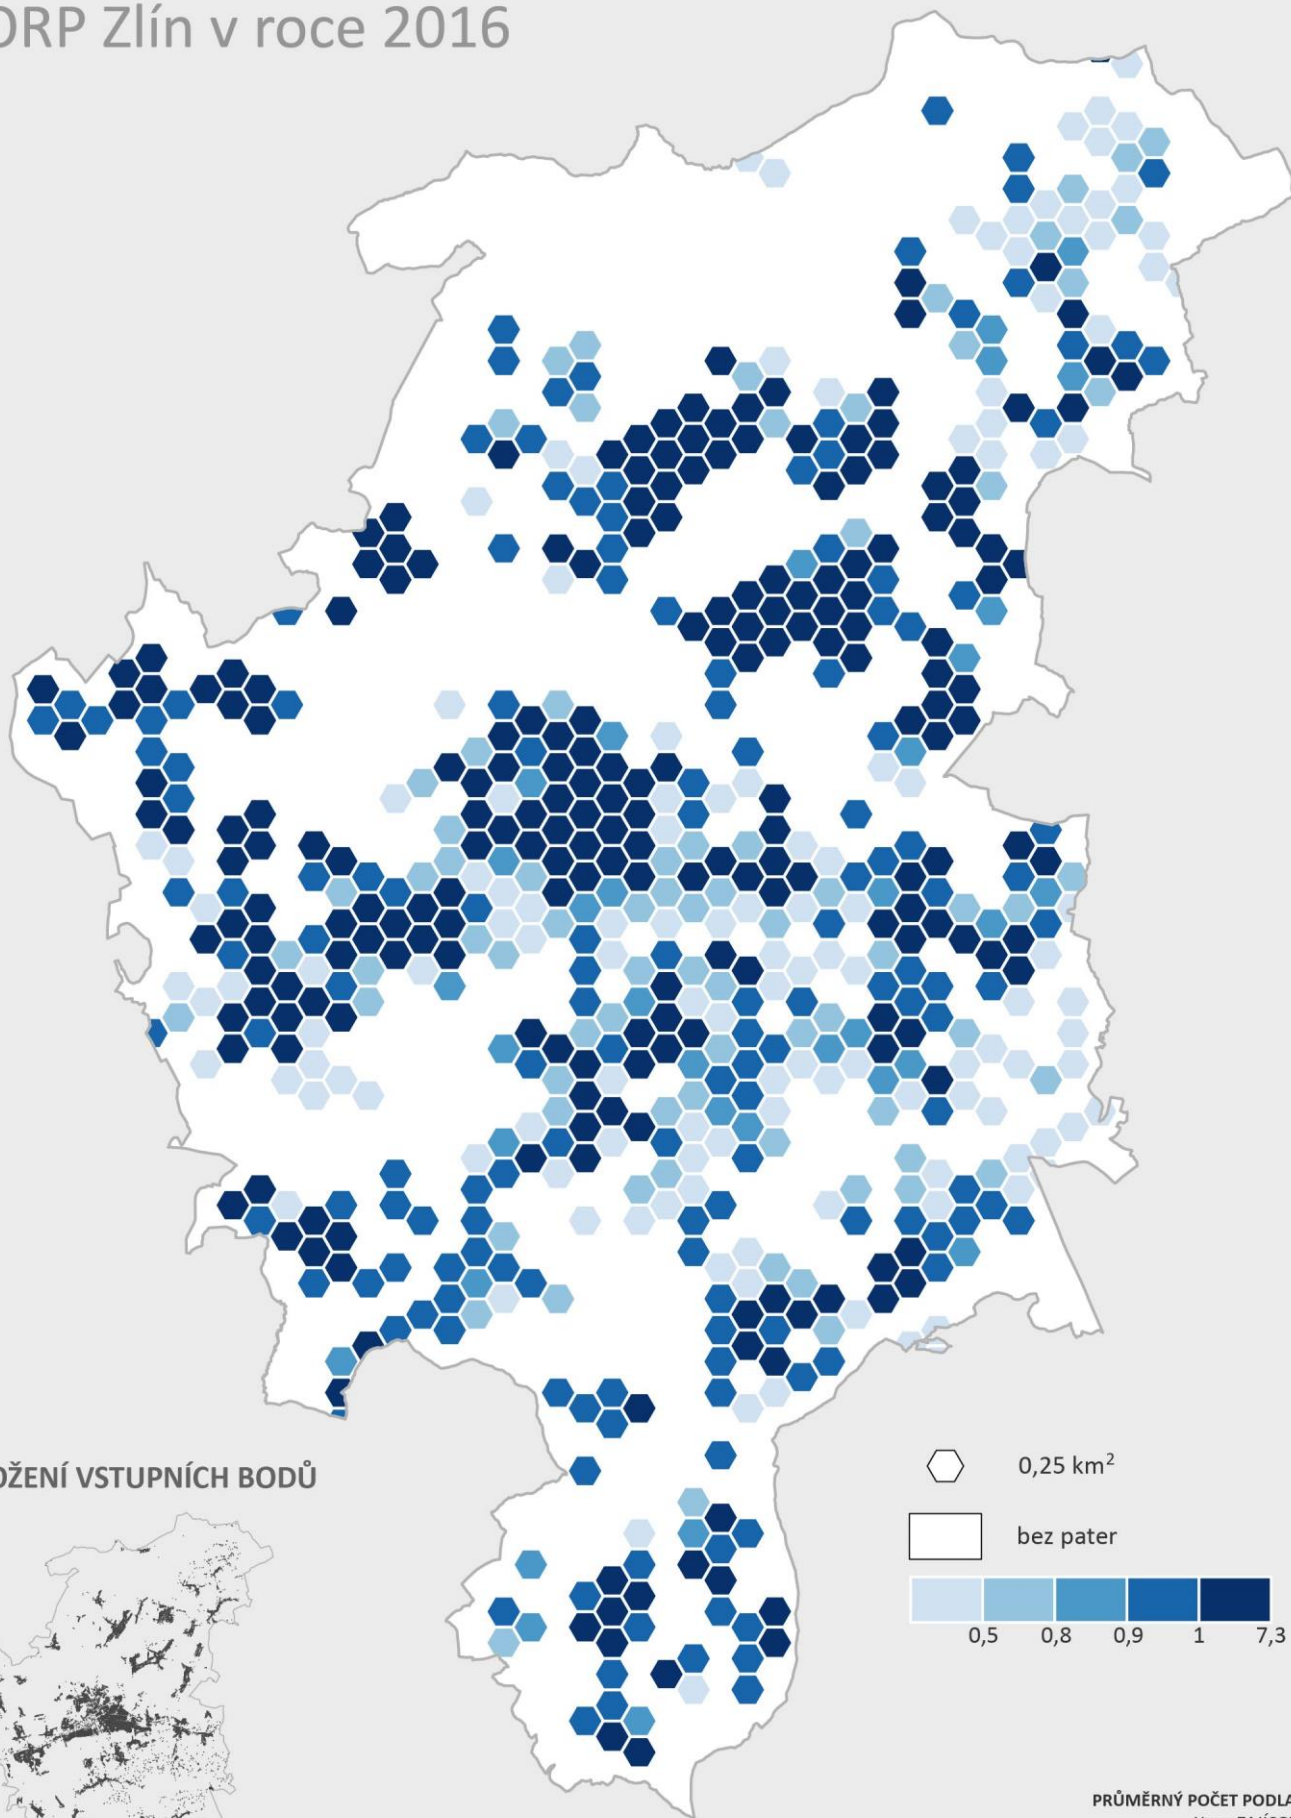 ORP Zlín v roce 2016
OŽENÍ VSTUPNÍCH BODŮ
0,25 km²
bez pater
0,5 0,8 0,9 1 7,3
PRŮMĚRNÝ POČET PODLA